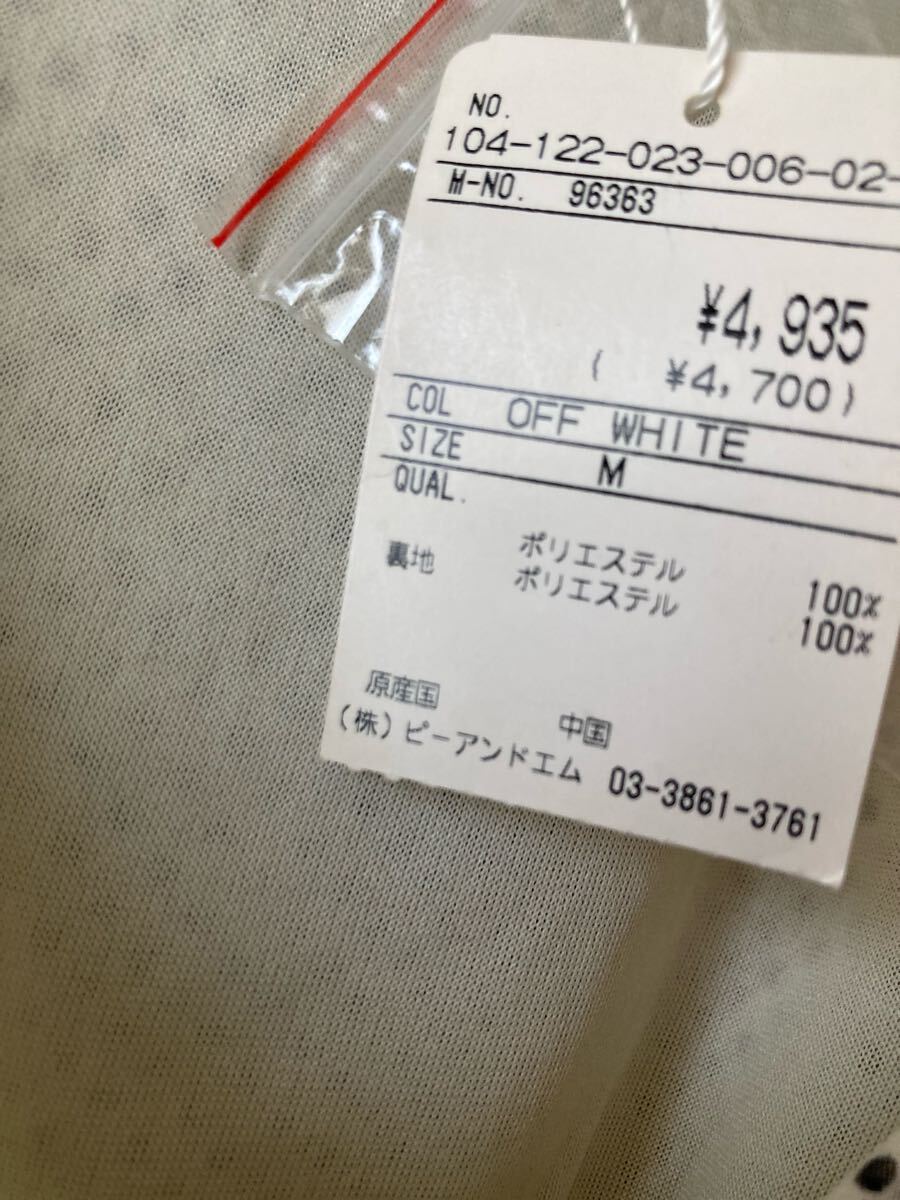 NO.
104-122-023-006-02-
M-NO. 96363
¥4,935
( ¥4,700)
COL OFF WHITE
SIZE M
QUAL.
ポリエステル 100%
裏地 ポリエステル 100%
原産国 中国
(株)ピーアンドエム 03-3861-3761